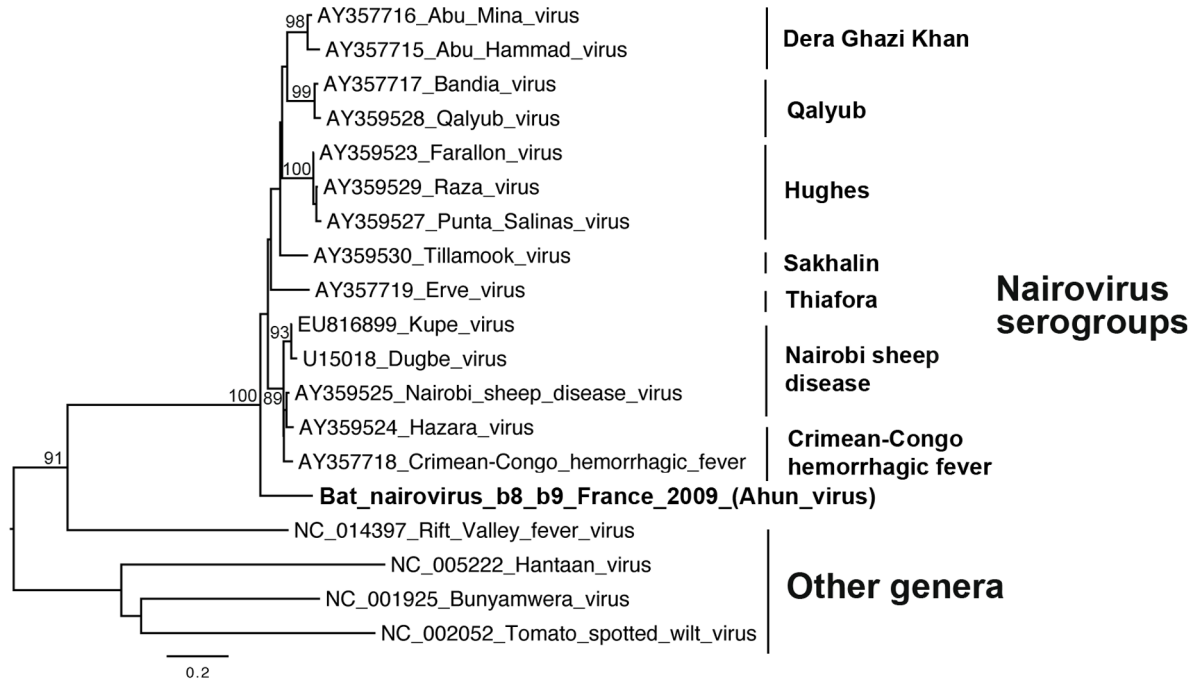 98
AY357716_Abu_Mina_virus
AY357715_Abu_Hammad_virus
Dera Ghazi Khan
99
AY357717_Bandia_virus
AY359528_Qalyub_virus
Qalyub
100
AY359523_Farallon_virus
AY359529_Raza_virus
AY359527_Punta_Salinas_virus
Hughes
AY359530_Tillamook_virus
Sakhalin
AY357719_Erve_virus
Thiafora
93
EU816899_Kupe_virus
U15018_Dugbe_virus
100
89
AY359525_Nairobi_sheep_disease_virus
Nairobi sheep
disease
AY359524_Hazara_virus
AY357718_Crimean-Congo_hemorrhagic_fever
Crimean-Congo
hemorrhagic fever
Nairovirus
serogroups
Bat_nairovirus_b8_b9_France_2009_(Ahun_virus)
91
NC_014397_Rift_Valley_fever_virus
NC_005222_Hantaan_virus
NC_001925_Bunyamwera_virus
NC_002052_Tomato_spotted_wilt_virus
Other genera
0.2